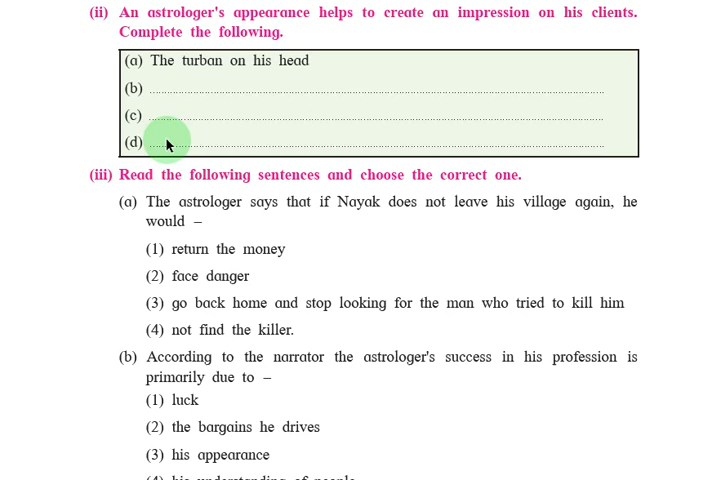 (ii) An astrologer's appearance helps to create an impression on his clients.
Complete the following.
(a) The turban on his head
(b) ................................................
(c) ................................................
(d) ................................................
(iii) Read the following sentences and choose the correct one.
(a) The astrologer says that if Nayak does not leave his village again, he
would –
(1) return the money
(2) face danger
(3) go back home and stop looking for the man who tried to kill him
(4) not find the killer.
(b) According to the narrator the astrologer's success in his profession is
primarily due to –
(1) luck
(2) the bargains he drives
(3) his appearance
(4) his understanding of people